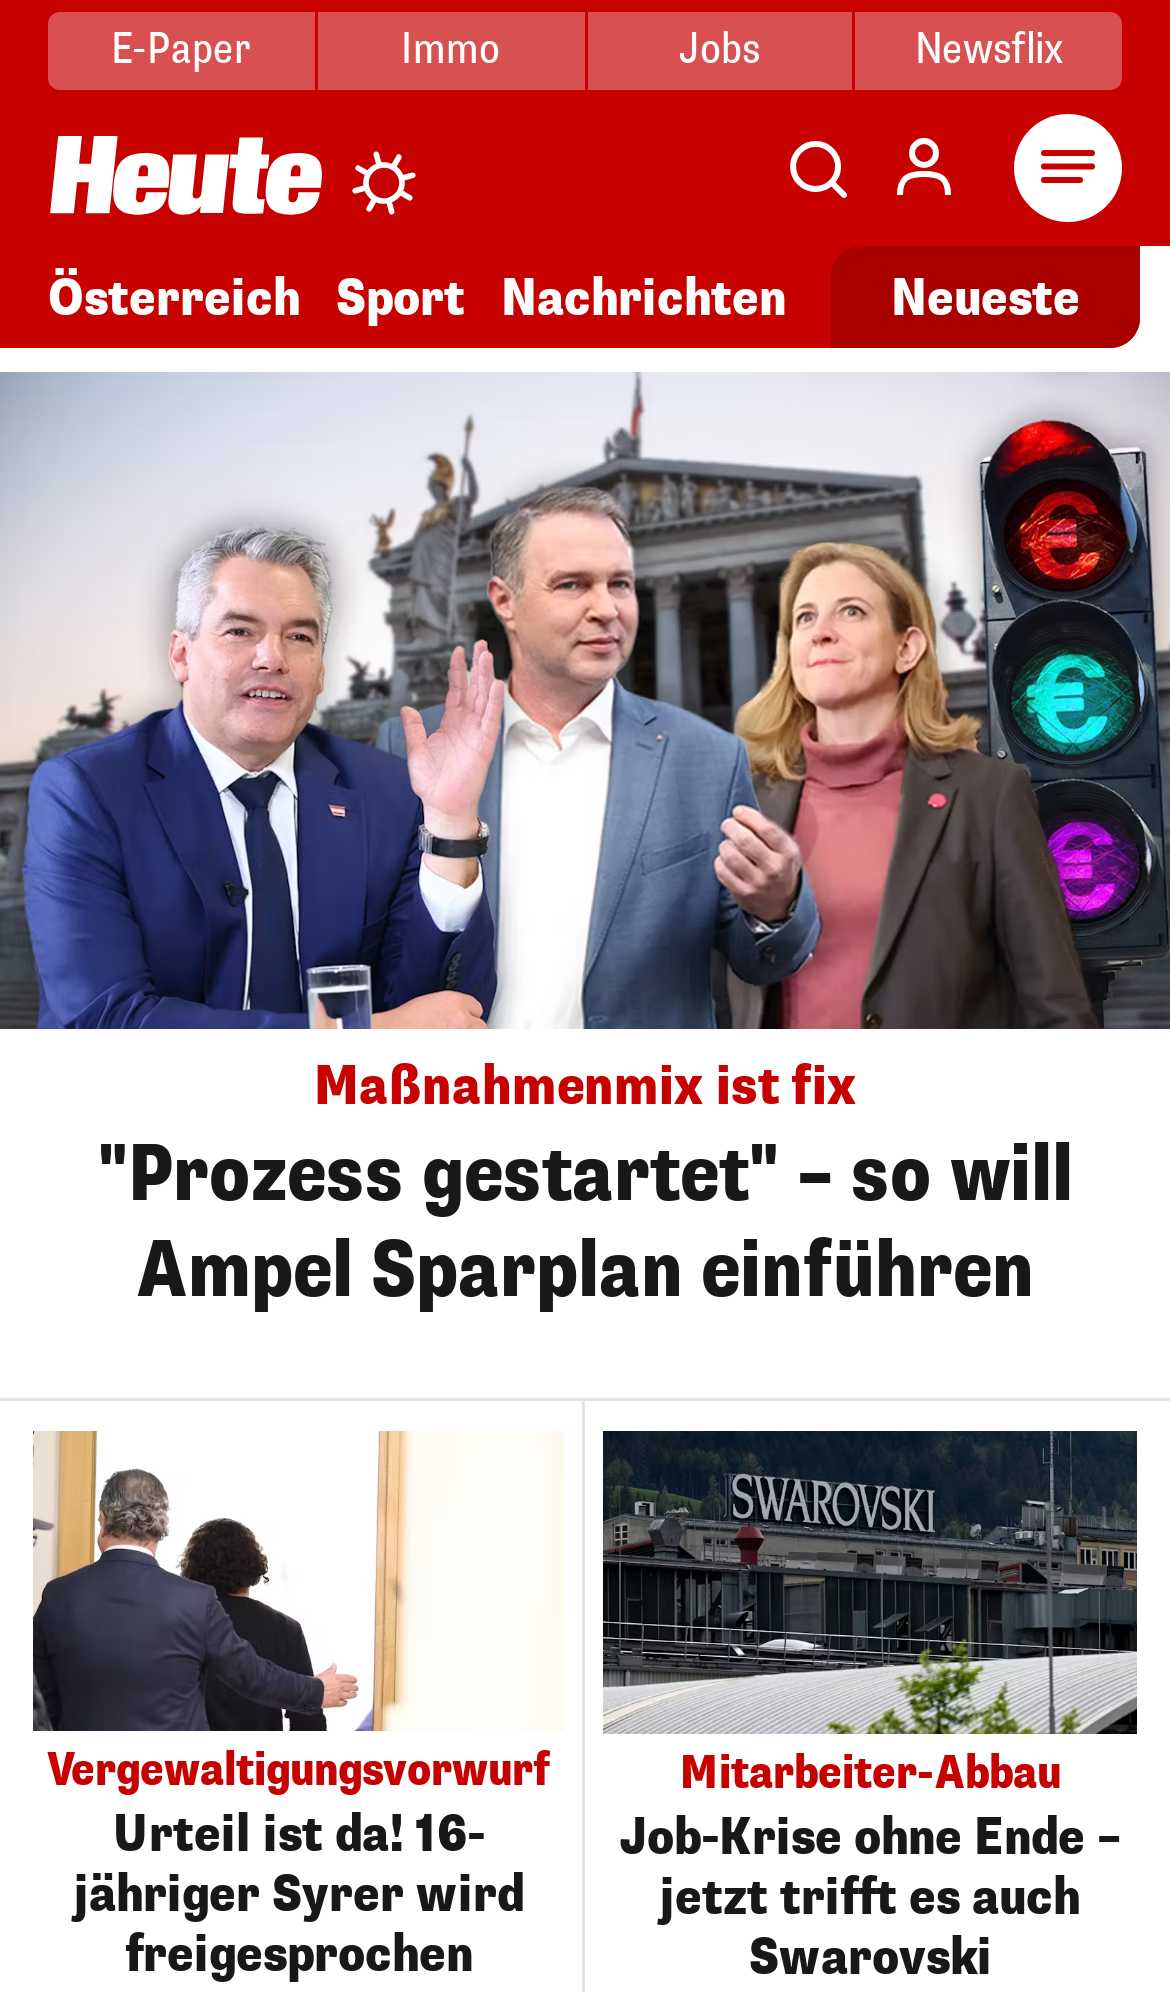 E-Paper
Immo
Jobs
Newsflix
Heute
Österreich
Sport
Nachrichten
Neueste
€
€
€
Maßnahmenmix ist fix
"Prozess gestartet" – so will
Ampel Sparplan einführen
Vergewaltigungsvorwurf
Urteil ist da! 16-
jähriger Syrer wird
freigesprochen
SWAROVSKI
Mitarbeiter-Abbau
Job-Krise ohne Ende –
jetzt trifft es auch
Swarovski